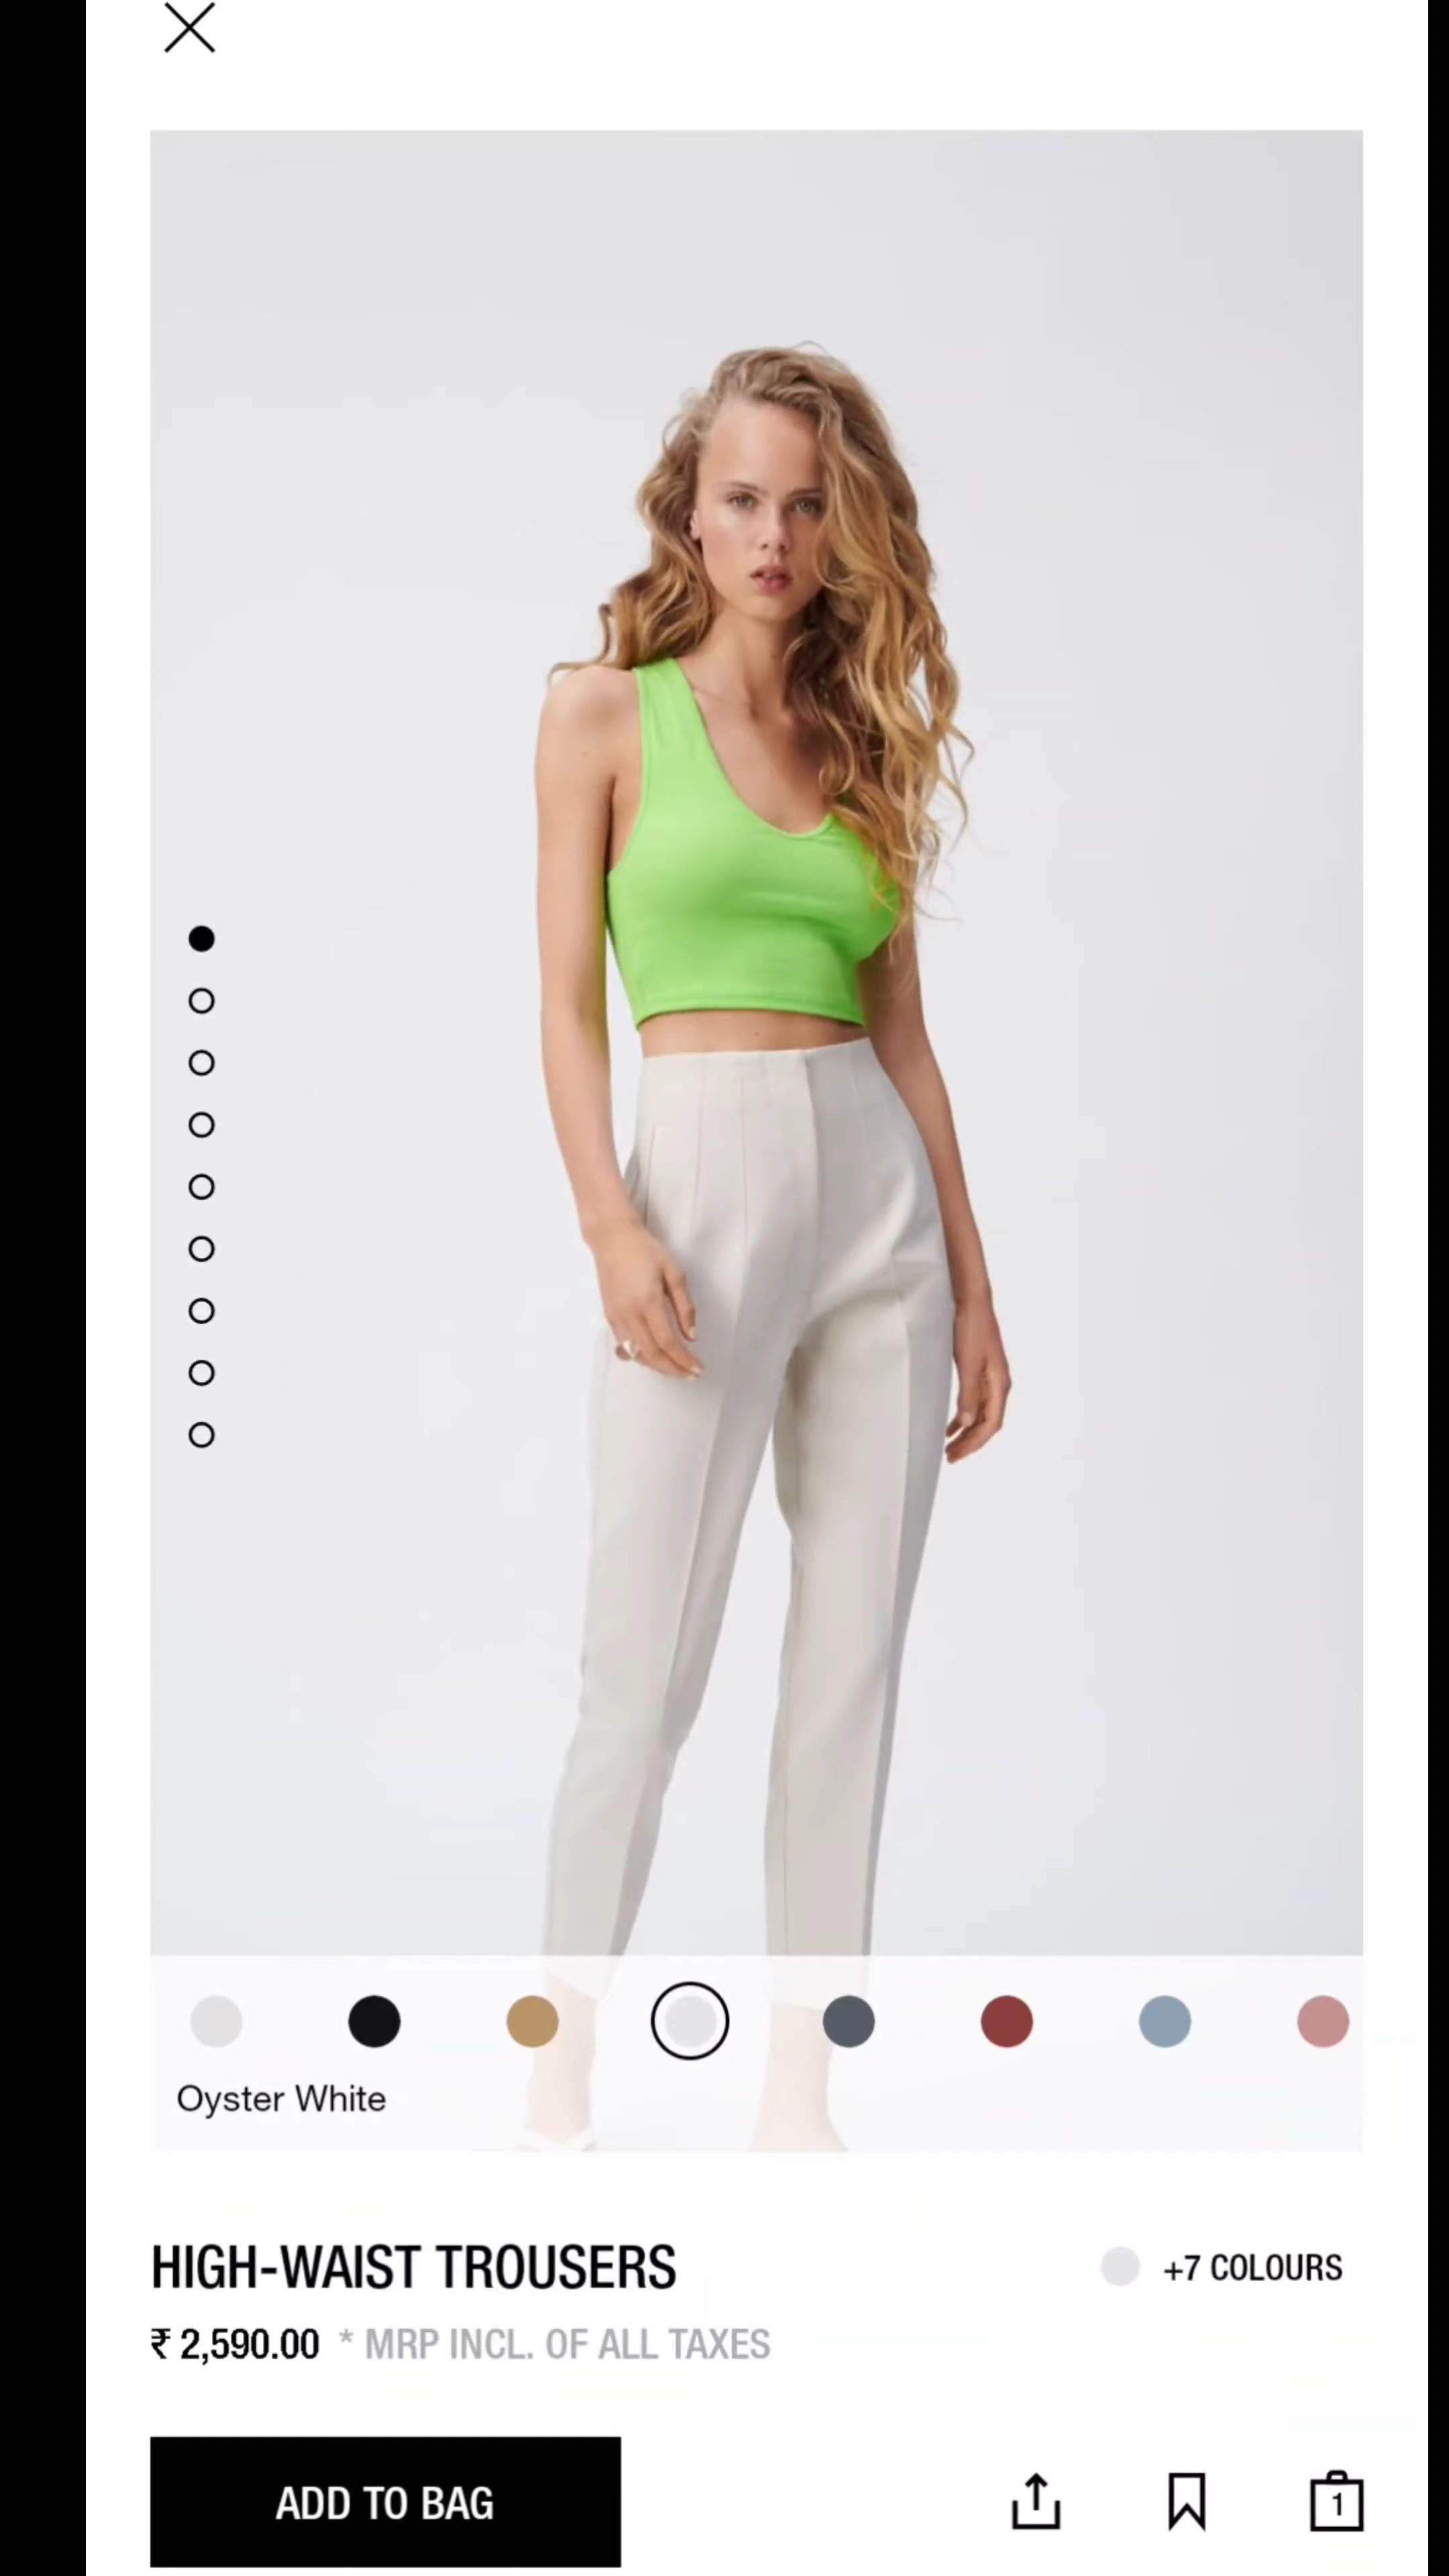 Oyster White
HIGH-WAIST TROUSERS
+7 COLOURS
₹ 2,590.00 * MRP INCL. OF ALL TAXES
ADD TO BAG
1